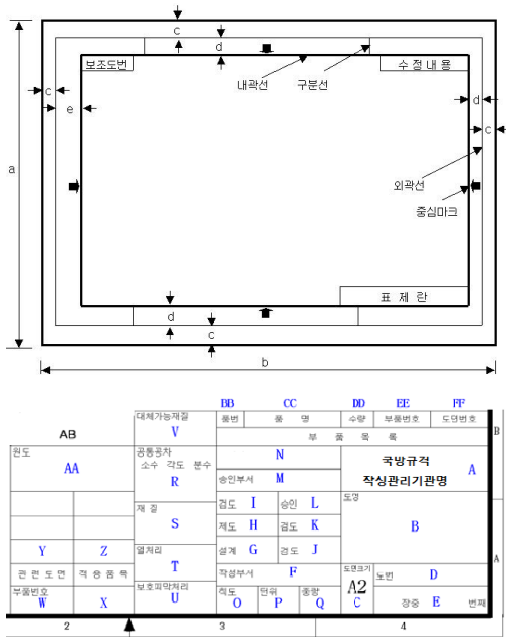 c
d
보조도번
수 정 내 용
내곽선
구분선
c
e
d
c
a
외곽선
중심마크
표 제 란
d
c
b
BB CC DD EE FF
AB
대체가능재질
V
품번 품 명 수량 부품번호 도면번호
부 품 목 록
B
원도
AA
공통공차
소수 각도 분수
R
N
승인부서 M
국방규격
작성관리기관명
A
재 질
S
검도 I 승인 L
제도 H 검도 K
설계 G 검도 J
도명
B
Y Z
열처리
T
관 련 도 면 적 용 품 목
작성부서 F
도면크기
A2
C
도번 D
A
부품번호
W X
보호피막처리
U
척도
O
단위
P
중량
Q
장중 E 번째
2 3 4